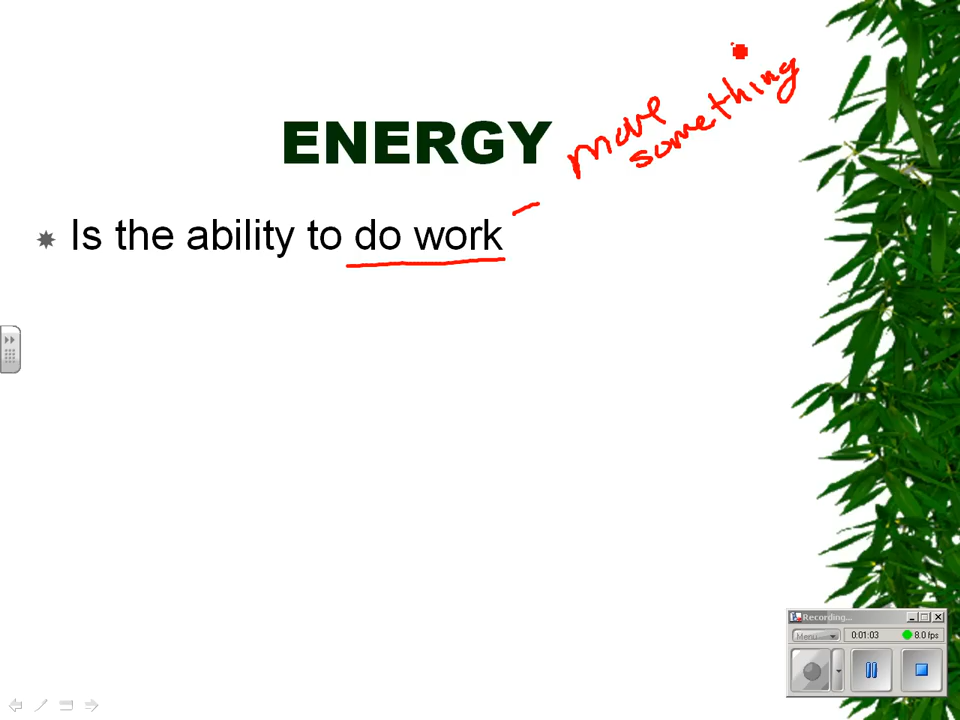 move
something
ENERGY
Is the ability to do work
Recording...
Menu
0:01:03
8.0 fps